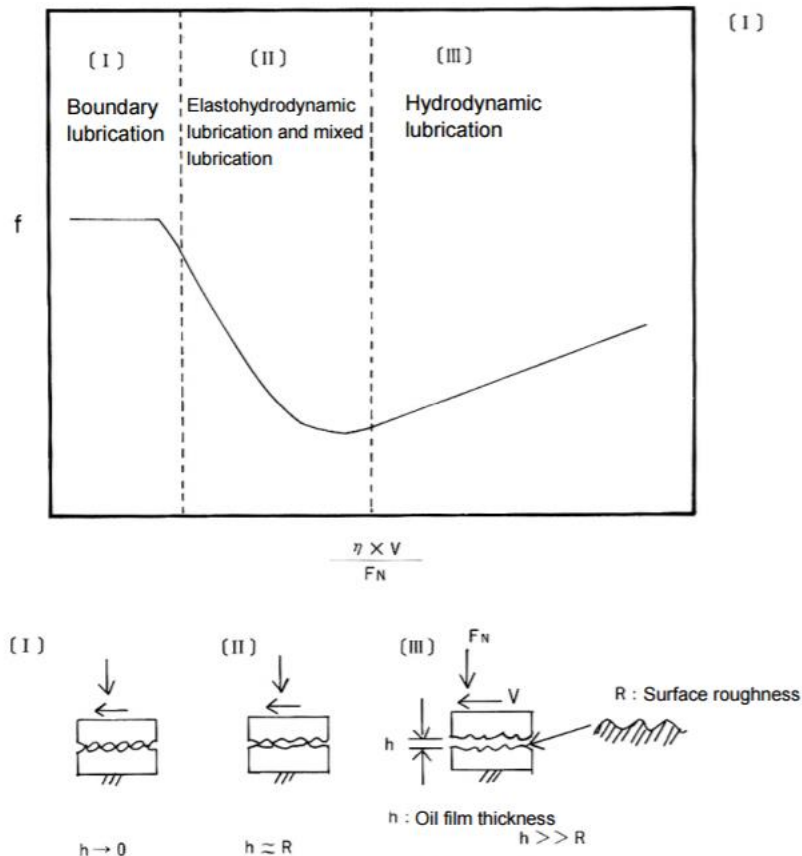 〔Ⅰ〕 〔Ⅱ〕 〔Ⅲ〕 〔Ⅰ〕
Boundary
lubrication
Elastohydrodynamic
lubrication and mixed
lubrication
Hydrodynamic
lubrication
f
η × V
FN
〔Ⅰ〕 〔Ⅱ〕 〔Ⅲ〕
FN
V
R : Surface roughness
h
h : Oil film thickness
h → 0
h ≈ R
h >> R